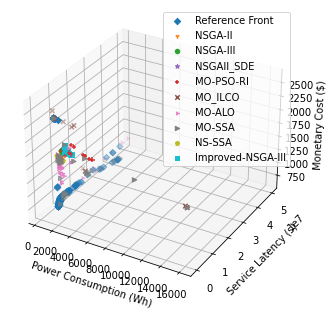 Reference Front
NSGA-II
NSGA-III
NSGAII_SDE
MO-PSO-RI
MO_ILCO
MO-ALO
MO-SSA
NS-SSA
Improved-NSGA-III
2500
2250
2000
1750
1500
1250
1000
750
Monetary Cost ($)
0
2000
4000
6000
8000
10000
12000
14000
16000
Power Consumption (Wh)
0
1
2
3
4
5
1e7
Service Latency (s)